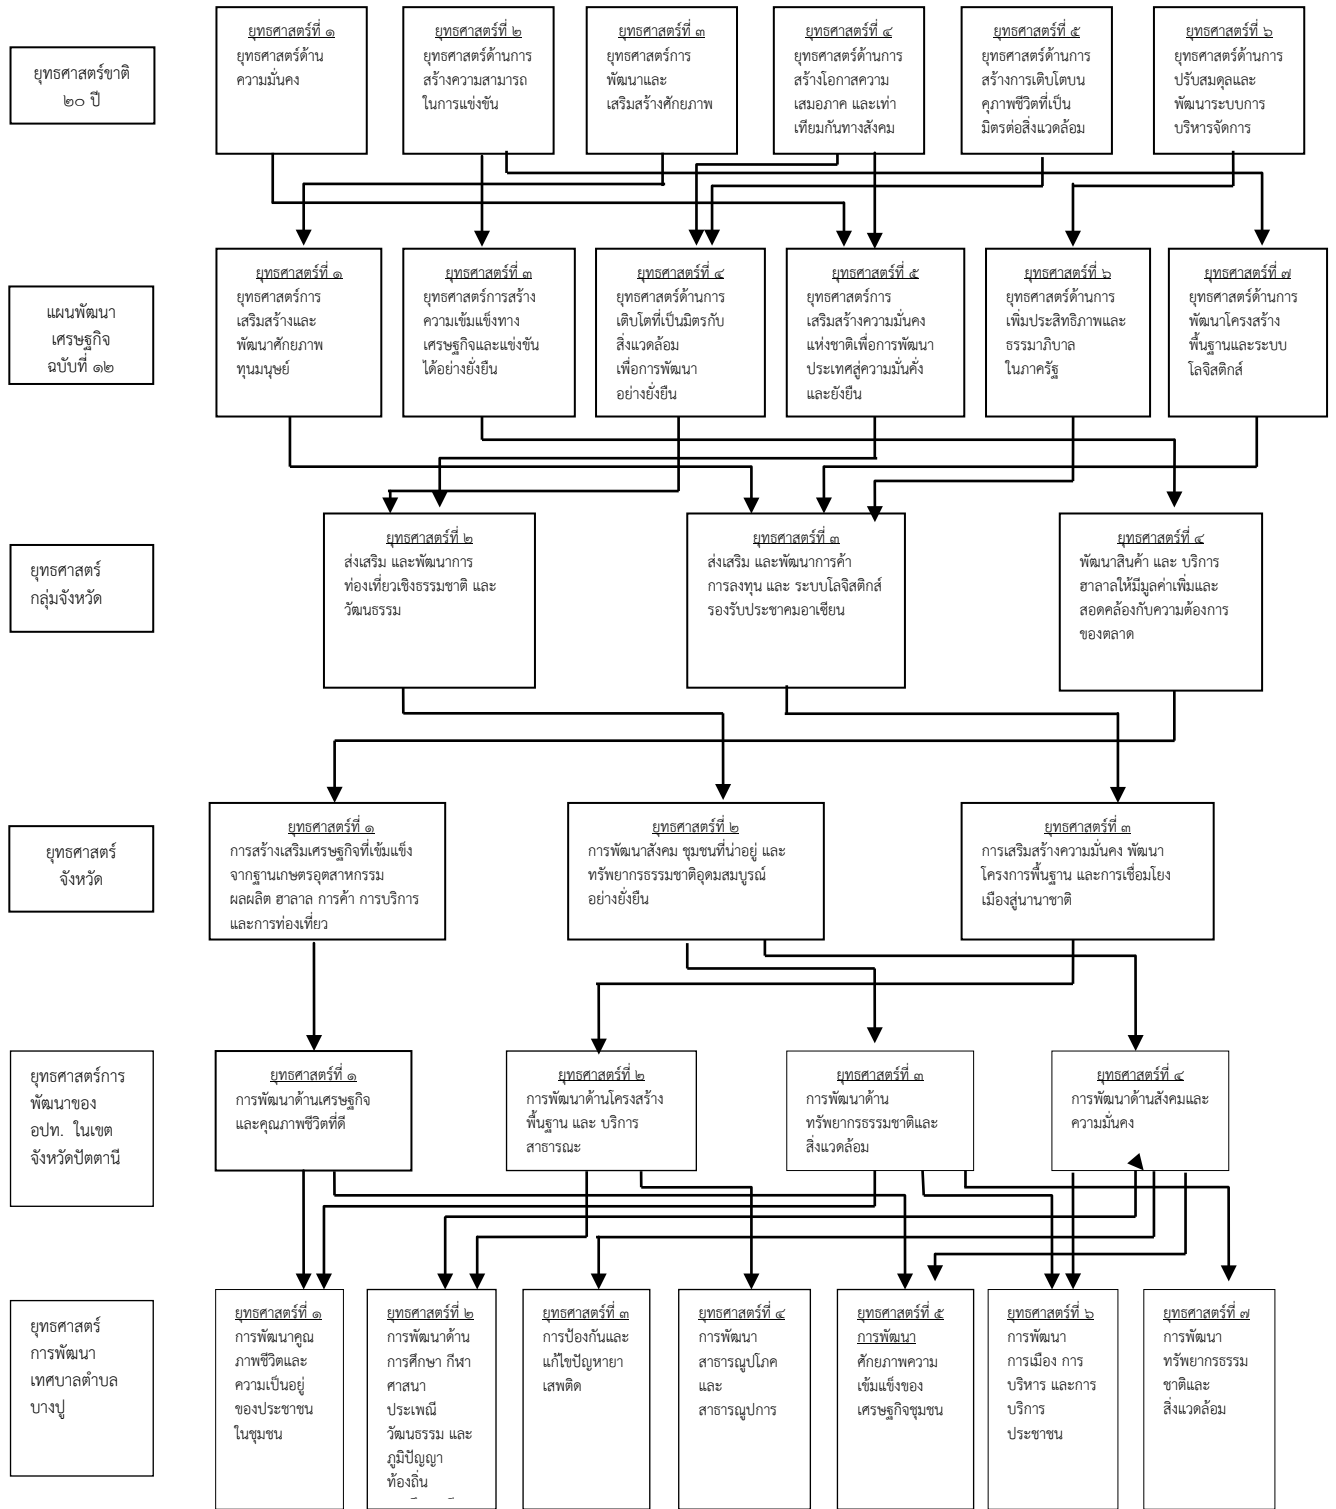 ยุทธศาสตร์ชาติ
๒๐ ปี
ยุทธศาสตร์ที่ ๑
ยุทธศาสตร์ด้าน
ความมั่นคง
ยุทธศาสตร์ที่ ๒
ยุทธศาสตร์ด้านการ
สร้างความสามารถ
ในการแข่งขัน
ยุทธศาสตร์ที่ ๓
ยุทธศาสตร์การ
พัฒนาและ
เสริมสร้างศักยภาพ
ยุทธศาสตร์ที่ ๔
ยุทธศาสตร์ด้านการ
สร้างโอกาสความ
เสมอภาค และเท่า
เทียมกันทางสังคม
ยุทธศาสตร์ที่ ๕
ยุทธศาสตร์ด้านการ
สร้างการเติบโตบน
คุภาพชีวิตที่เป็น
มิตรต่อสิ่งแวดล้อม
ยุทธศาสตร์ที่ ๖
ยุทธศาสตร์ด้านการ
ปรับสมดุลและ
พัฒนาระบบการ
บริหารจัดการ
แผนพัฒนา
เศรษฐกิจ
ฉบับที่ ๑๒
ยุทธศาสตร์ที่ ๑
ยุทธศาสตร์การ
เสริมสร้างและ
พัฒนาศักยภาพ
ทุนมนุษย์
ยุทธศาสตร์ที่ ๓
ยุทธศาสตร์การสร้าง
ความเข้มแข็งทาง
เศรษฐกิจและแข่งขัน
ได้อย่างยั่งยืน
ยุทธศาสตร์ที่ ๔
ยุทธศาสตร์ด้านการ
เติบโตที่เป็นมิตรกับ
สิ่งแวดล้อม
เพื่อการพัฒนา
อย่างยั่งยืน
ยุทธศาสตร์ที่ ๕
ยุทธศาสตร์การ
เสริมสร้างความมั่นคง
แห่งชาติเพื่อการพัฒนา
ประเทศสู่ความมั่นคั่ง
และยังยืน
ยุทธศาสตร์ที่ ๖
ยุทธศาสตร์ด้านการ
เพิ่มประสิทธิภาพและ
ธรรมาภิบาล
ในภาครัฐ
ยุทธศาสตร์ที่ ๗
ยุทธศาสตร์ด้านการ
พัฒนาโครงสร้าง
พื้นฐานและระบบ
โลจิสติกส์
ยุทธศาสตร์
กลุ่มจังหวัด
ยุทธศาสตร์ที่ ๒
ส่งเสริม และพัฒนาการ
ท่องเที่ยวเชิงธรรมชาติ และ
วัฒนธรรม
ยุทธศาสตร์ที่ ๓
ส่งเสริม และพัฒนาการค้า
การลงทุน และ ระบบโลจิสติกส์
รองรับประชาคมอาเซียน
ยุทธศาสตร์ที่ ๔
พัฒนาสินค้า และ บริการ
ฮาลาลให้มีมูลค่าเพิ่มและ
สอดคล้องกับความต้องการ
ของตลาด
ยุทธศาสตร์
จังหวัด
ยุทธศาสตร์ที่ ๑
การสร้างเสริมเศรษฐกิจที่เข้มแข็ง
จากฐานเกษตรอุตสาหกรรม
ผลผลิต ฮาลาล การค้า การบริการ
และการท่องเที่ยว
ยุทธศาสตร์ที่ ๒
การพัฒนาสังคม ชุมชนที่น่าอยู่ และ
ทรัพยากรธรรมชาติอุดมสมบูรณ์
อย่างยั่งยืน
ยุทธศาสตร์ที่ ๓
การเสริมสร้างความมั่นคง พัฒนา
โครงการพื้นฐาน และการเชื่อมโยง
เมืองสู่นานาชาติ
ยุทธศาสตร์การ
พัฒนาของ
อปท. ในเขต
จังหวัดปัตตานี
ยุทธศาสตร์ที่ ๑
การพัฒนาด้านเศรษฐกิจ
และคุณภาพชีวิตที่ดี
ยุทธศาสตร์ที่ ๒
การพัฒนาด้านโครงสร้าง
พื้นฐาน และ บริการ
สาธารณะ
ยุทธศาสตร์ที่ ๓
การพัฒนาด้าน
ทรัพยากรธรรมชาติและ
สิ่งแวดล้อม
ยุทธศาสตร์ที่ ๔
การพัฒนาด้านสังคมและ
ความมั่นคง
ยุทธศาสตร์
การพัฒนา
เทศบาลตำบล
บางปู
ยุทธศาสตร์ที่ ๑
การพัฒนาคูณ
ภาพชีวิตและ
ความเป็นอยู่
ของประชาชน
ในชุมชน
ยุทธศาสตร์ที่ ๒
การพัฒนาด้าน
การศึกษา กีฬา
ศาสนา
ประเพณี
วัฒนธรรม และ
ภูมิปัญญา
ท้องถิ่น
ยุทธศาสตร์ที่ ๓
การป้องกันและ
แก้ไขปัญหายา
เสพติด
ยุทธศาสตร์ที่ ๔
การพัฒนา
สาธารณูปโภค
และ
สาธารณูปการ
ยุทธศาสตร์ที่ ๕
การพัฒนา
ศักยภาพความ
เข้มแข็งของ
เศรษฐกิจชุมชน
ยุทธศาสตร์ที่ ๖
การพัฒนา
การเมือง การ
บริหาร และการ
บริการ
ประชาชน
ยุทธศาสตร์ที่ ๗
การพัฒนา
ทรัพยากรธรรม
ชาติและ
สิ่งแวดล้อม